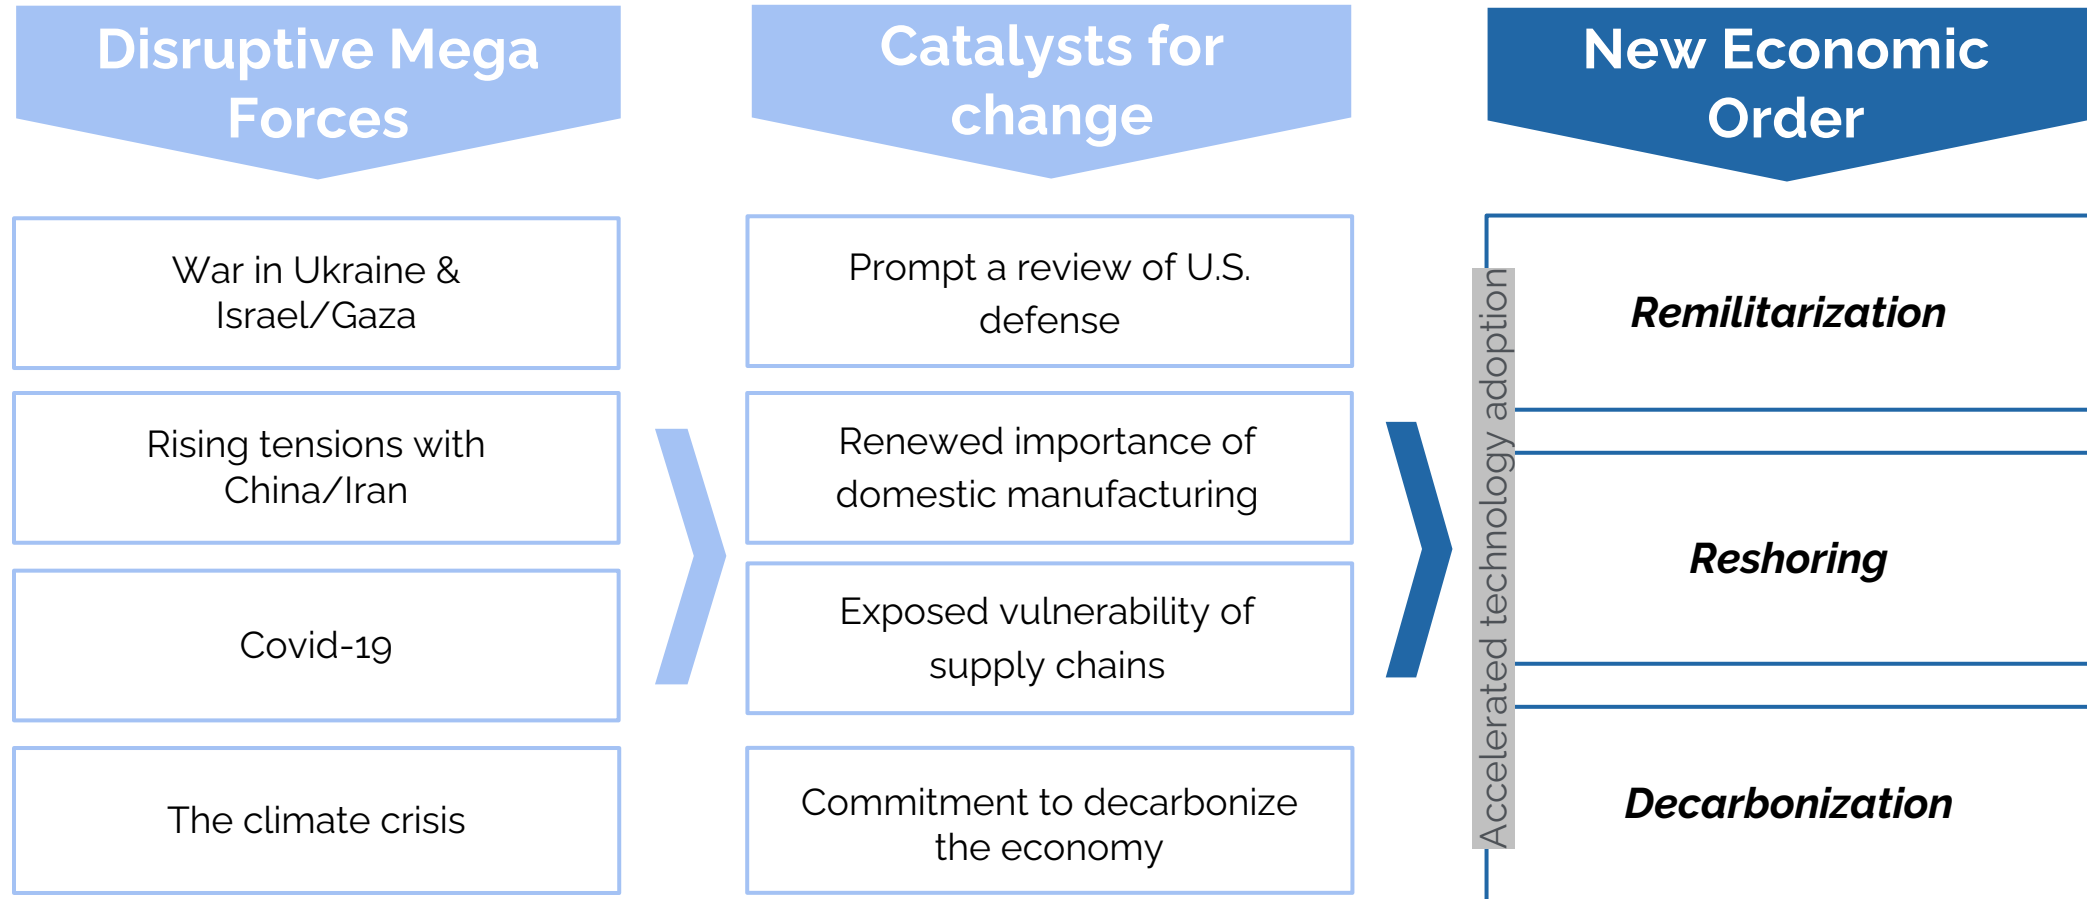 Disruptive Mega
Forces
War in Ukraine &
Israel/Gaza
Rising tensions with
China/Iran
Covid-19
The climate crisis
Catalysts for
change
Prompt a review of U.S.
defense
Renewed importance of
domestic manufacturing
Exposed vulnerability of
supply chains
Commitment to decarbonize
the economy
New Economic
Order
Accelerated technology adoption
Remilitarization
Reshoring
Decarbonization